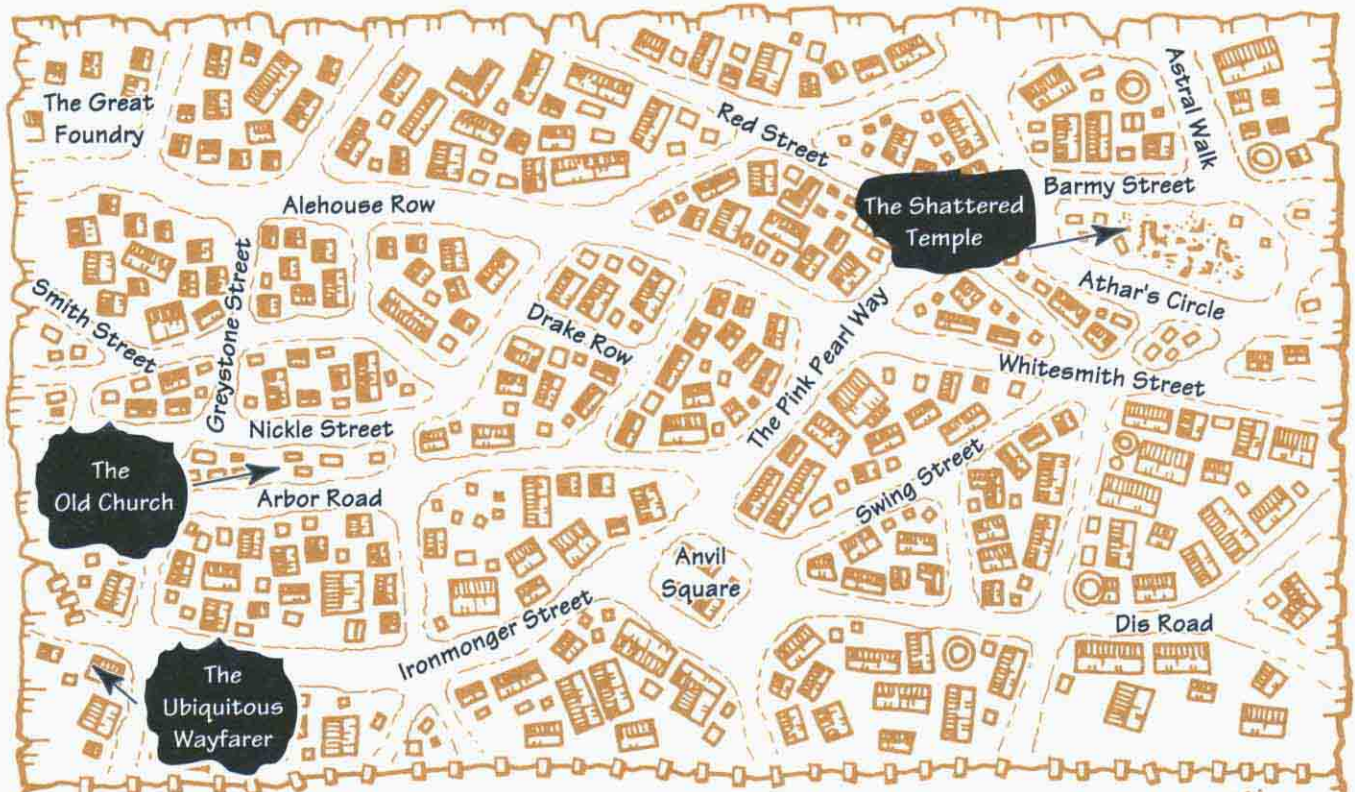 The Great
Foundry
Red Street
Astral Walk
Barmy Street
Alehouse Row
The Shattered
Temple
Greystone Street
Smith Street
Drake Row
Athar's Circle
The Pink Pearl Way
Whitesmith Street
Nickle Street
The
Old Church
Arbor Road
Swing Street
Anvil
Square
Ironmonger Street
Dis Road
The
Ubiquitous
Wayfarer